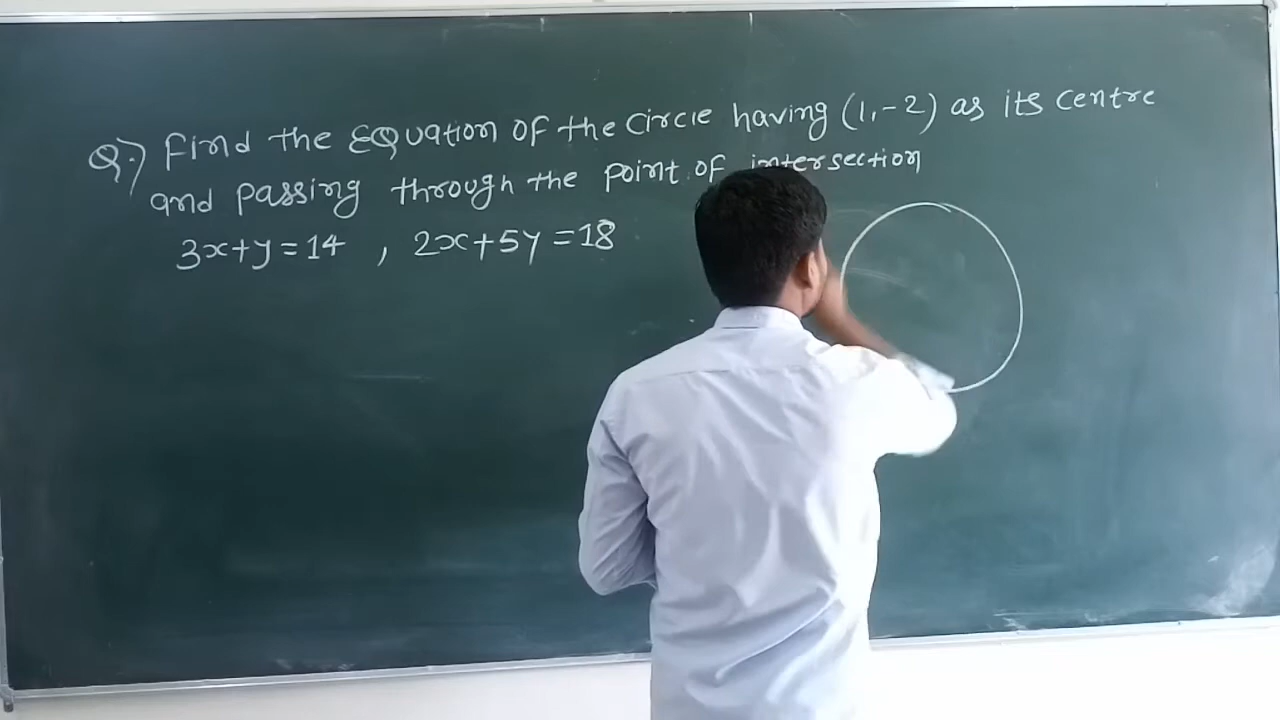 Q.) Find the Equation of the circle having (1,-2) as its centre
and passing through the point of intersection
3x+y=14 , 2x+5y=18